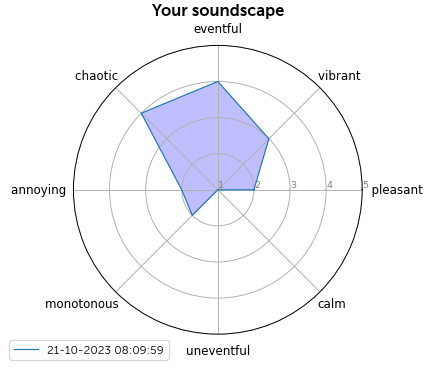 Your soundscape
eventful
chaotic
vibrant
annoying
1
2
3
4
5
pleasant
monotonous
calm
uneventful
21-10-2023 08:09:59